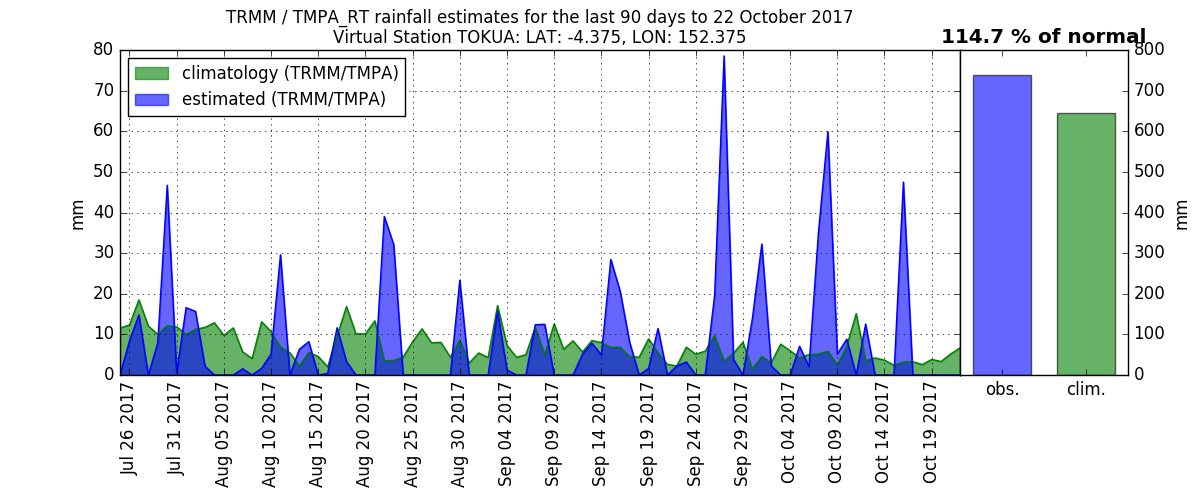 TRMM / TMPA_RT rainfall estimates for the last 90 days to 22 October 2017
Virtual Station TOKUA: LAT: -4.375, LON: 152.375
114.7 % of normal
climatology (TRMM/TMPA)
estimated (TRMM/TMPA)
mm
80
70
60
50
40
30
20
10
0
Jul 26 2017
Jul 31 2017
Aug 05 2017
Aug 10 2017
Aug 15 2017
Aug 20 2017
Aug 25 2017
Aug 30 2017
Sep 04 2017
Sep 09 2017
Sep 14 2017
Sep 19 2017
Sep 24 2017
Sep 29 2017
Oct 04 2017
Oct 09 2017
Oct 14 2017
Oct 19 2017
800
700
600
500
400
300
200
100
0
mm
obs.
clim.